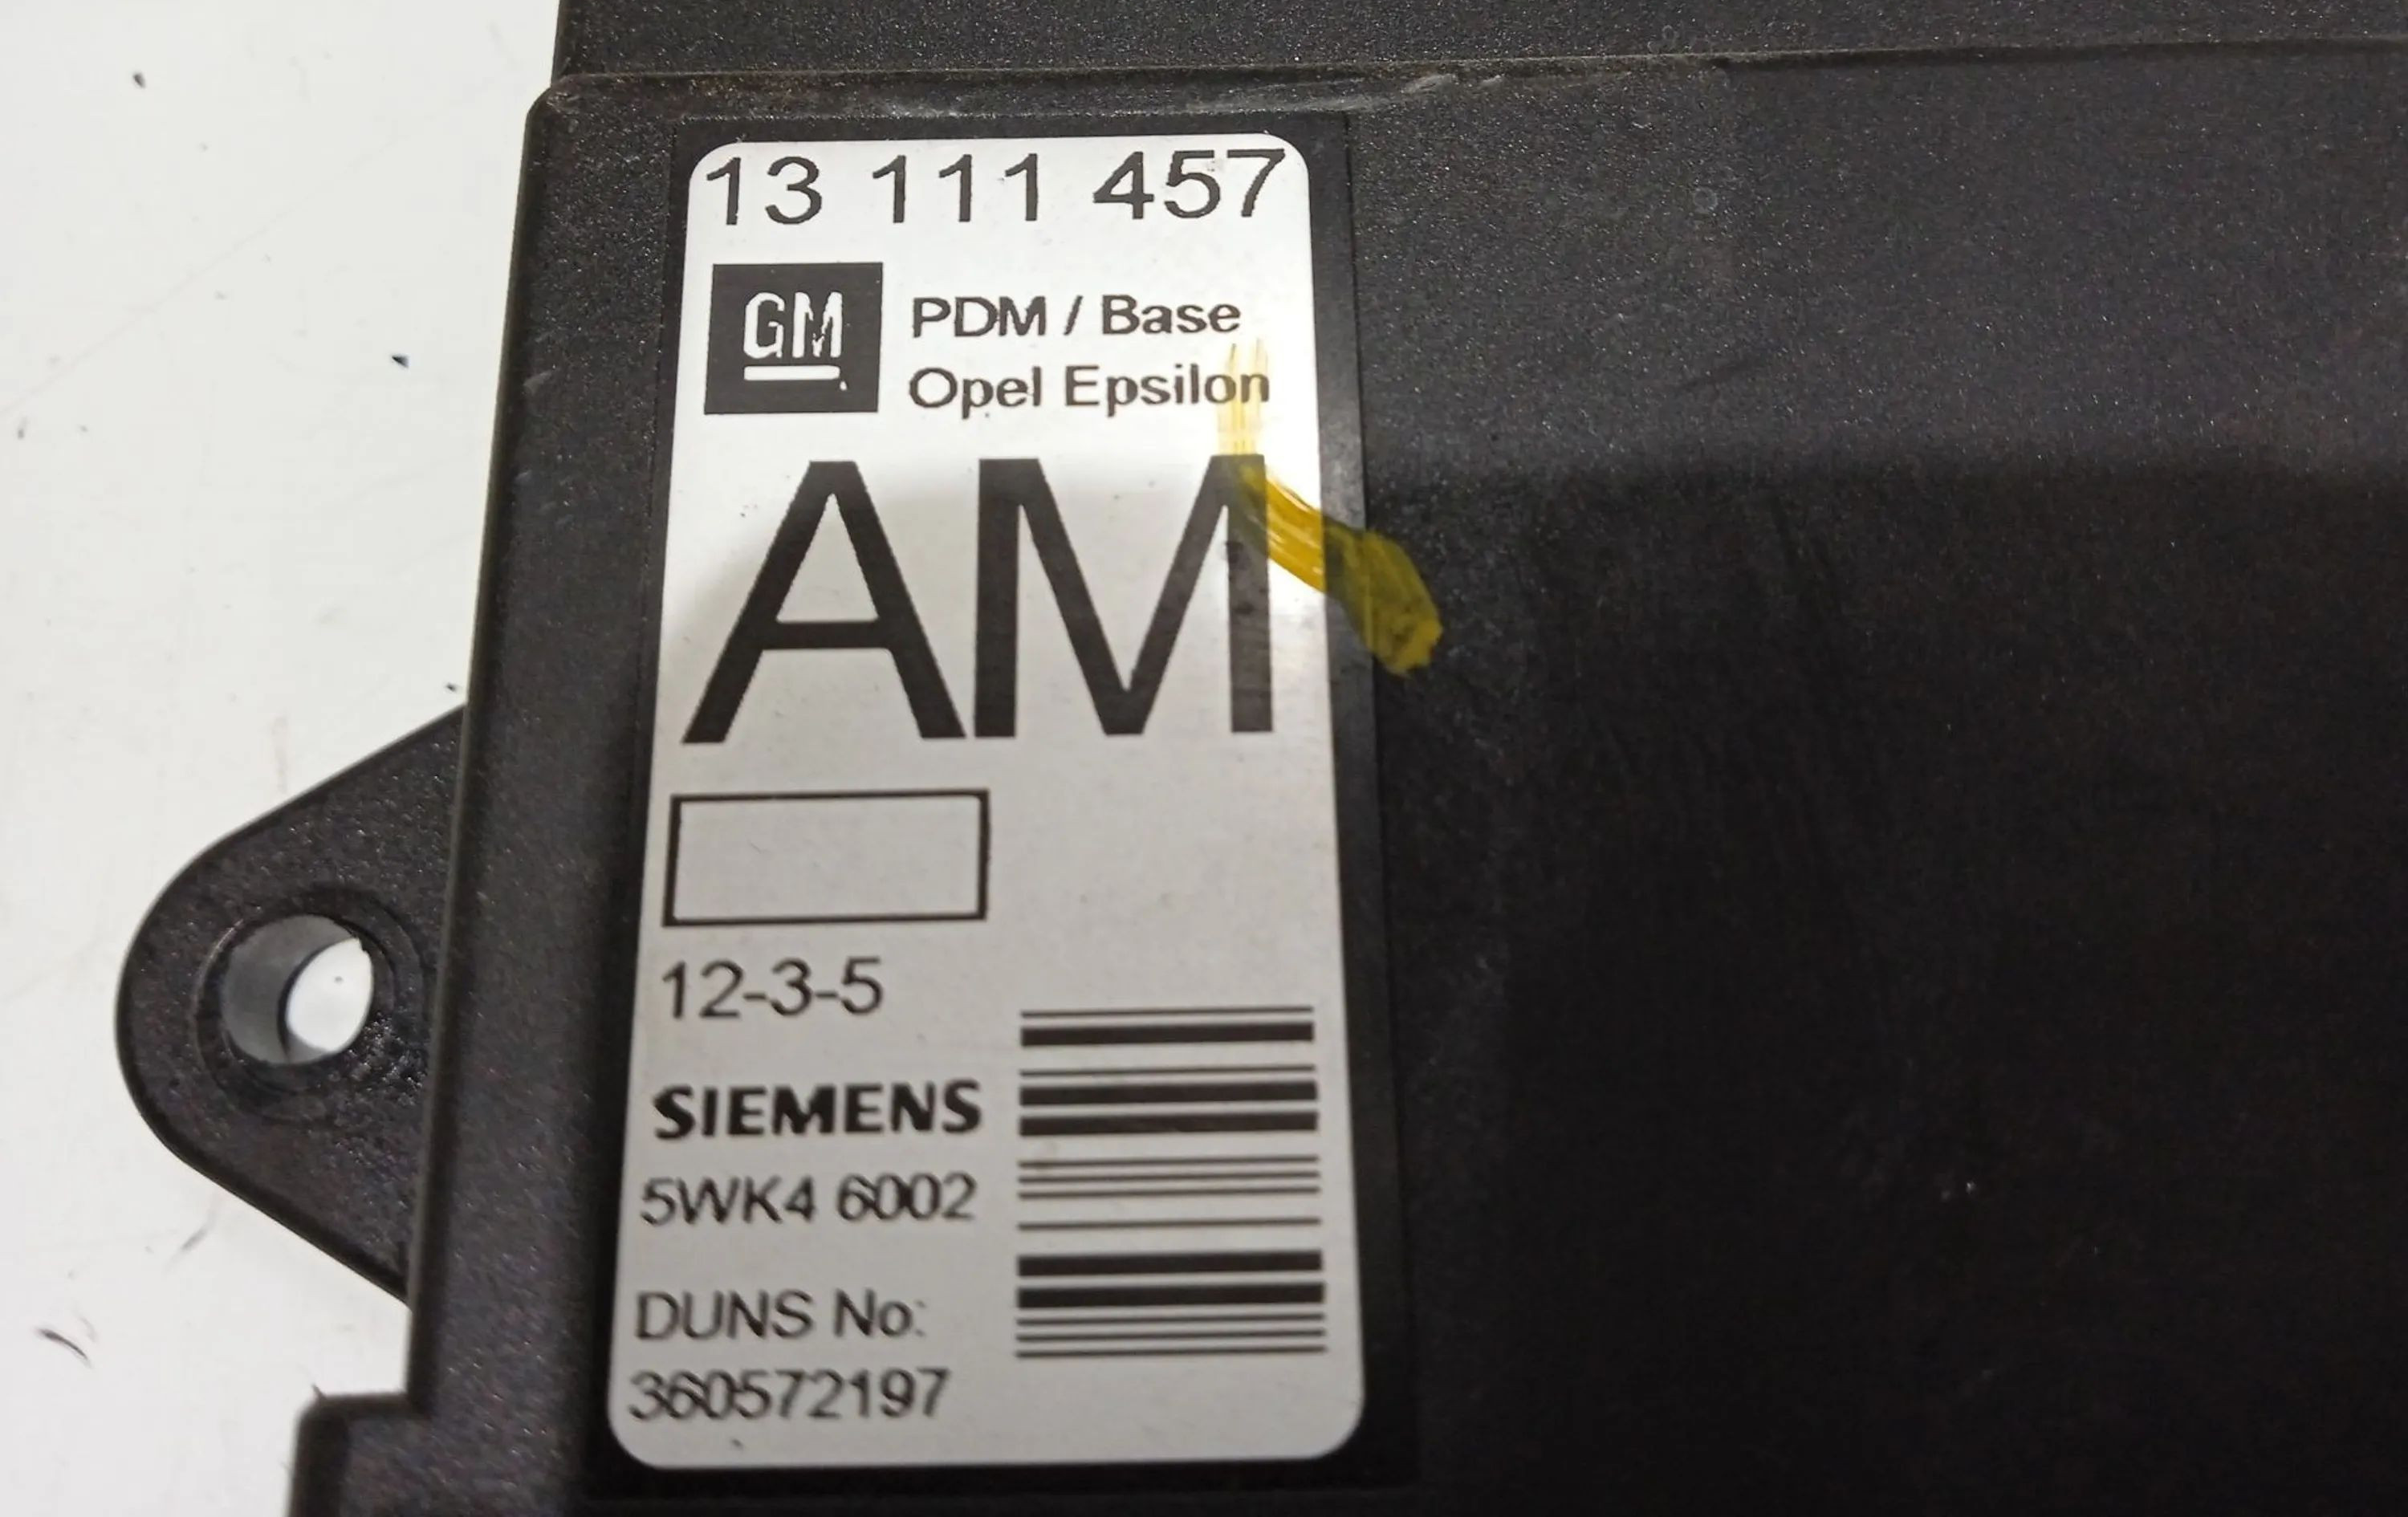 13 111 457
GM
PDM / Base
Opel Epsilon
AM
12-3-5
SIEMENS
5WK4 6002
DUNS No:
360572197